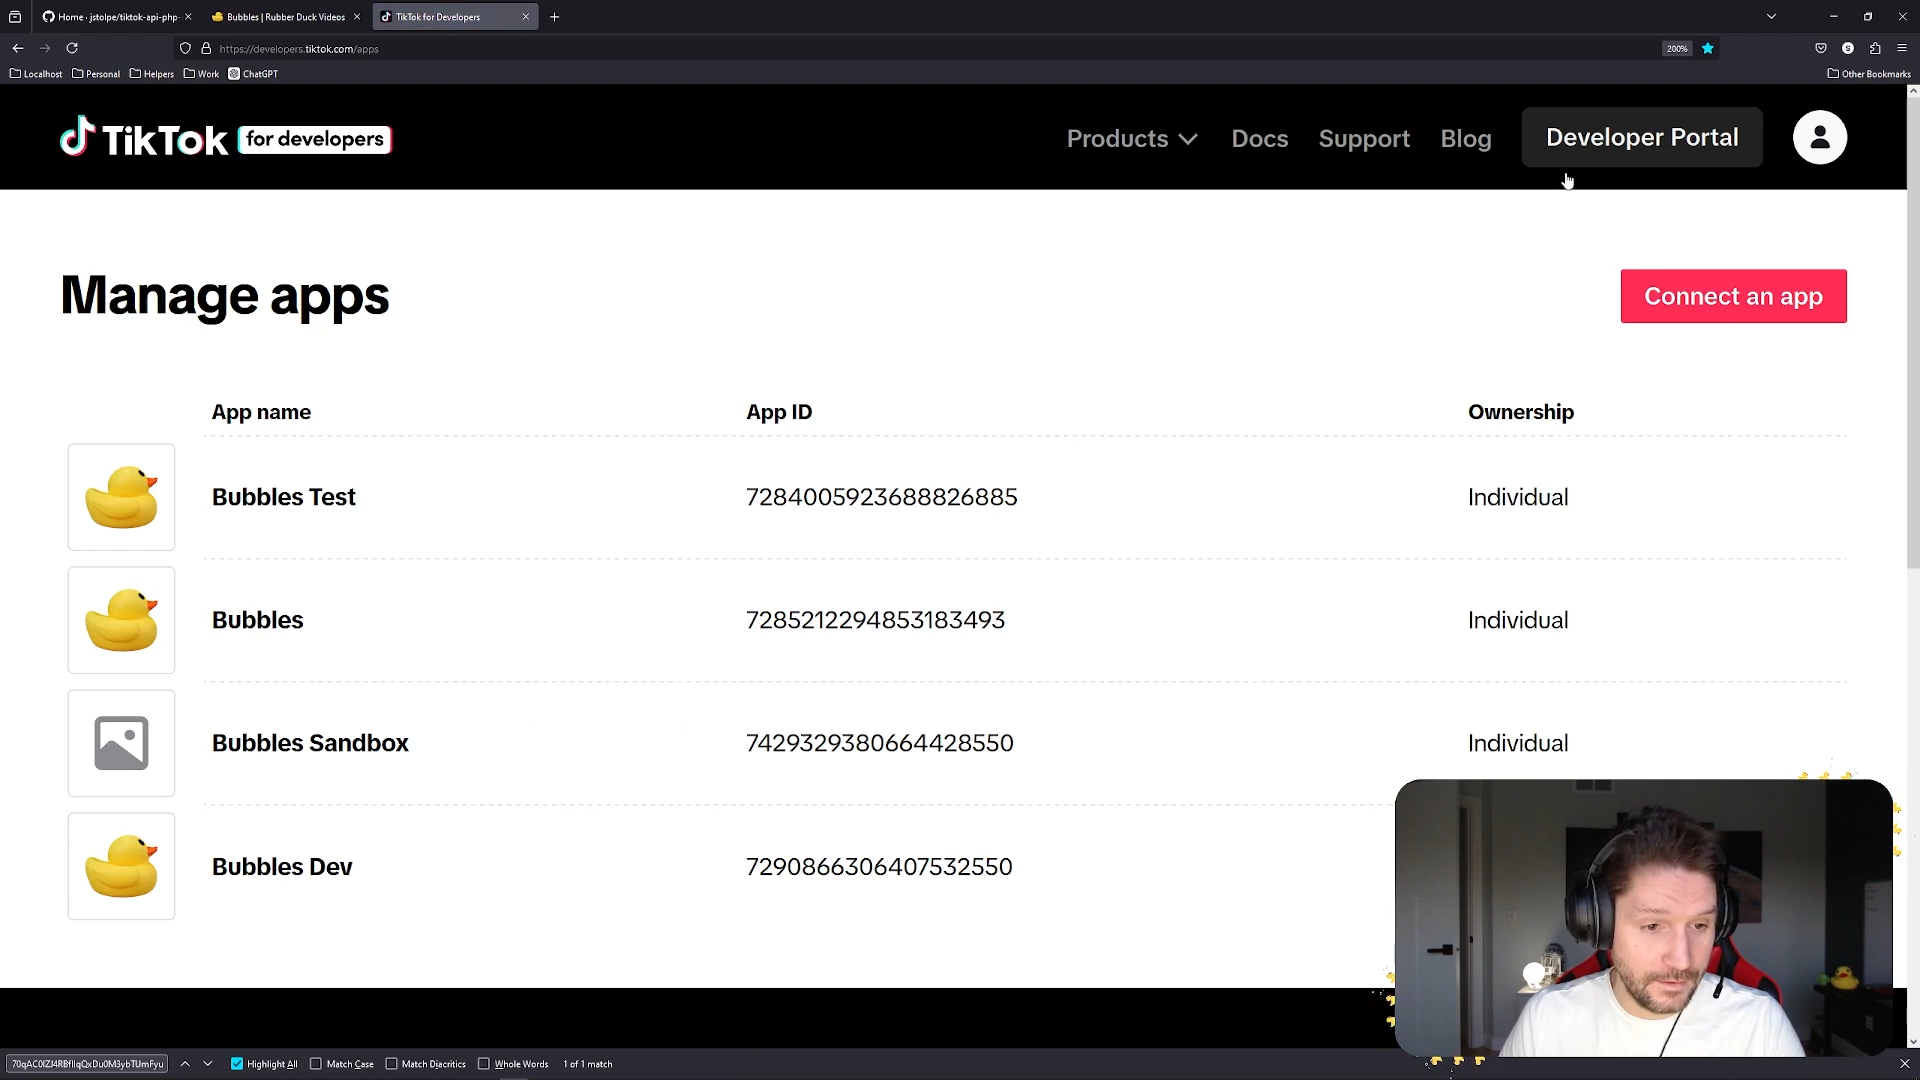 Home · jstolpe/tiktok-api-php-
Bubbles | Rubber Duck Videos
TikTok for Developers
https://developers.tiktok.com/apps
200%
Localhost
Personal
Helpers
Work
ChatGPT
Other Bookmarks
TikTok for developers
Products
Docs
Support
Blog
Developer Portal
Manage apps
Connect an app
App name
App ID
Ownership
Bubbles Test
7284005923688826885
Individual
Bubbles
7285212294853183493
Individual
Bubbles Sandbox
7429329380664428550
Individual
Bubbles Dev
7290866306407532550
Highlight All
Match Case
Match Diacritics
Whole Words
1 of 1 match